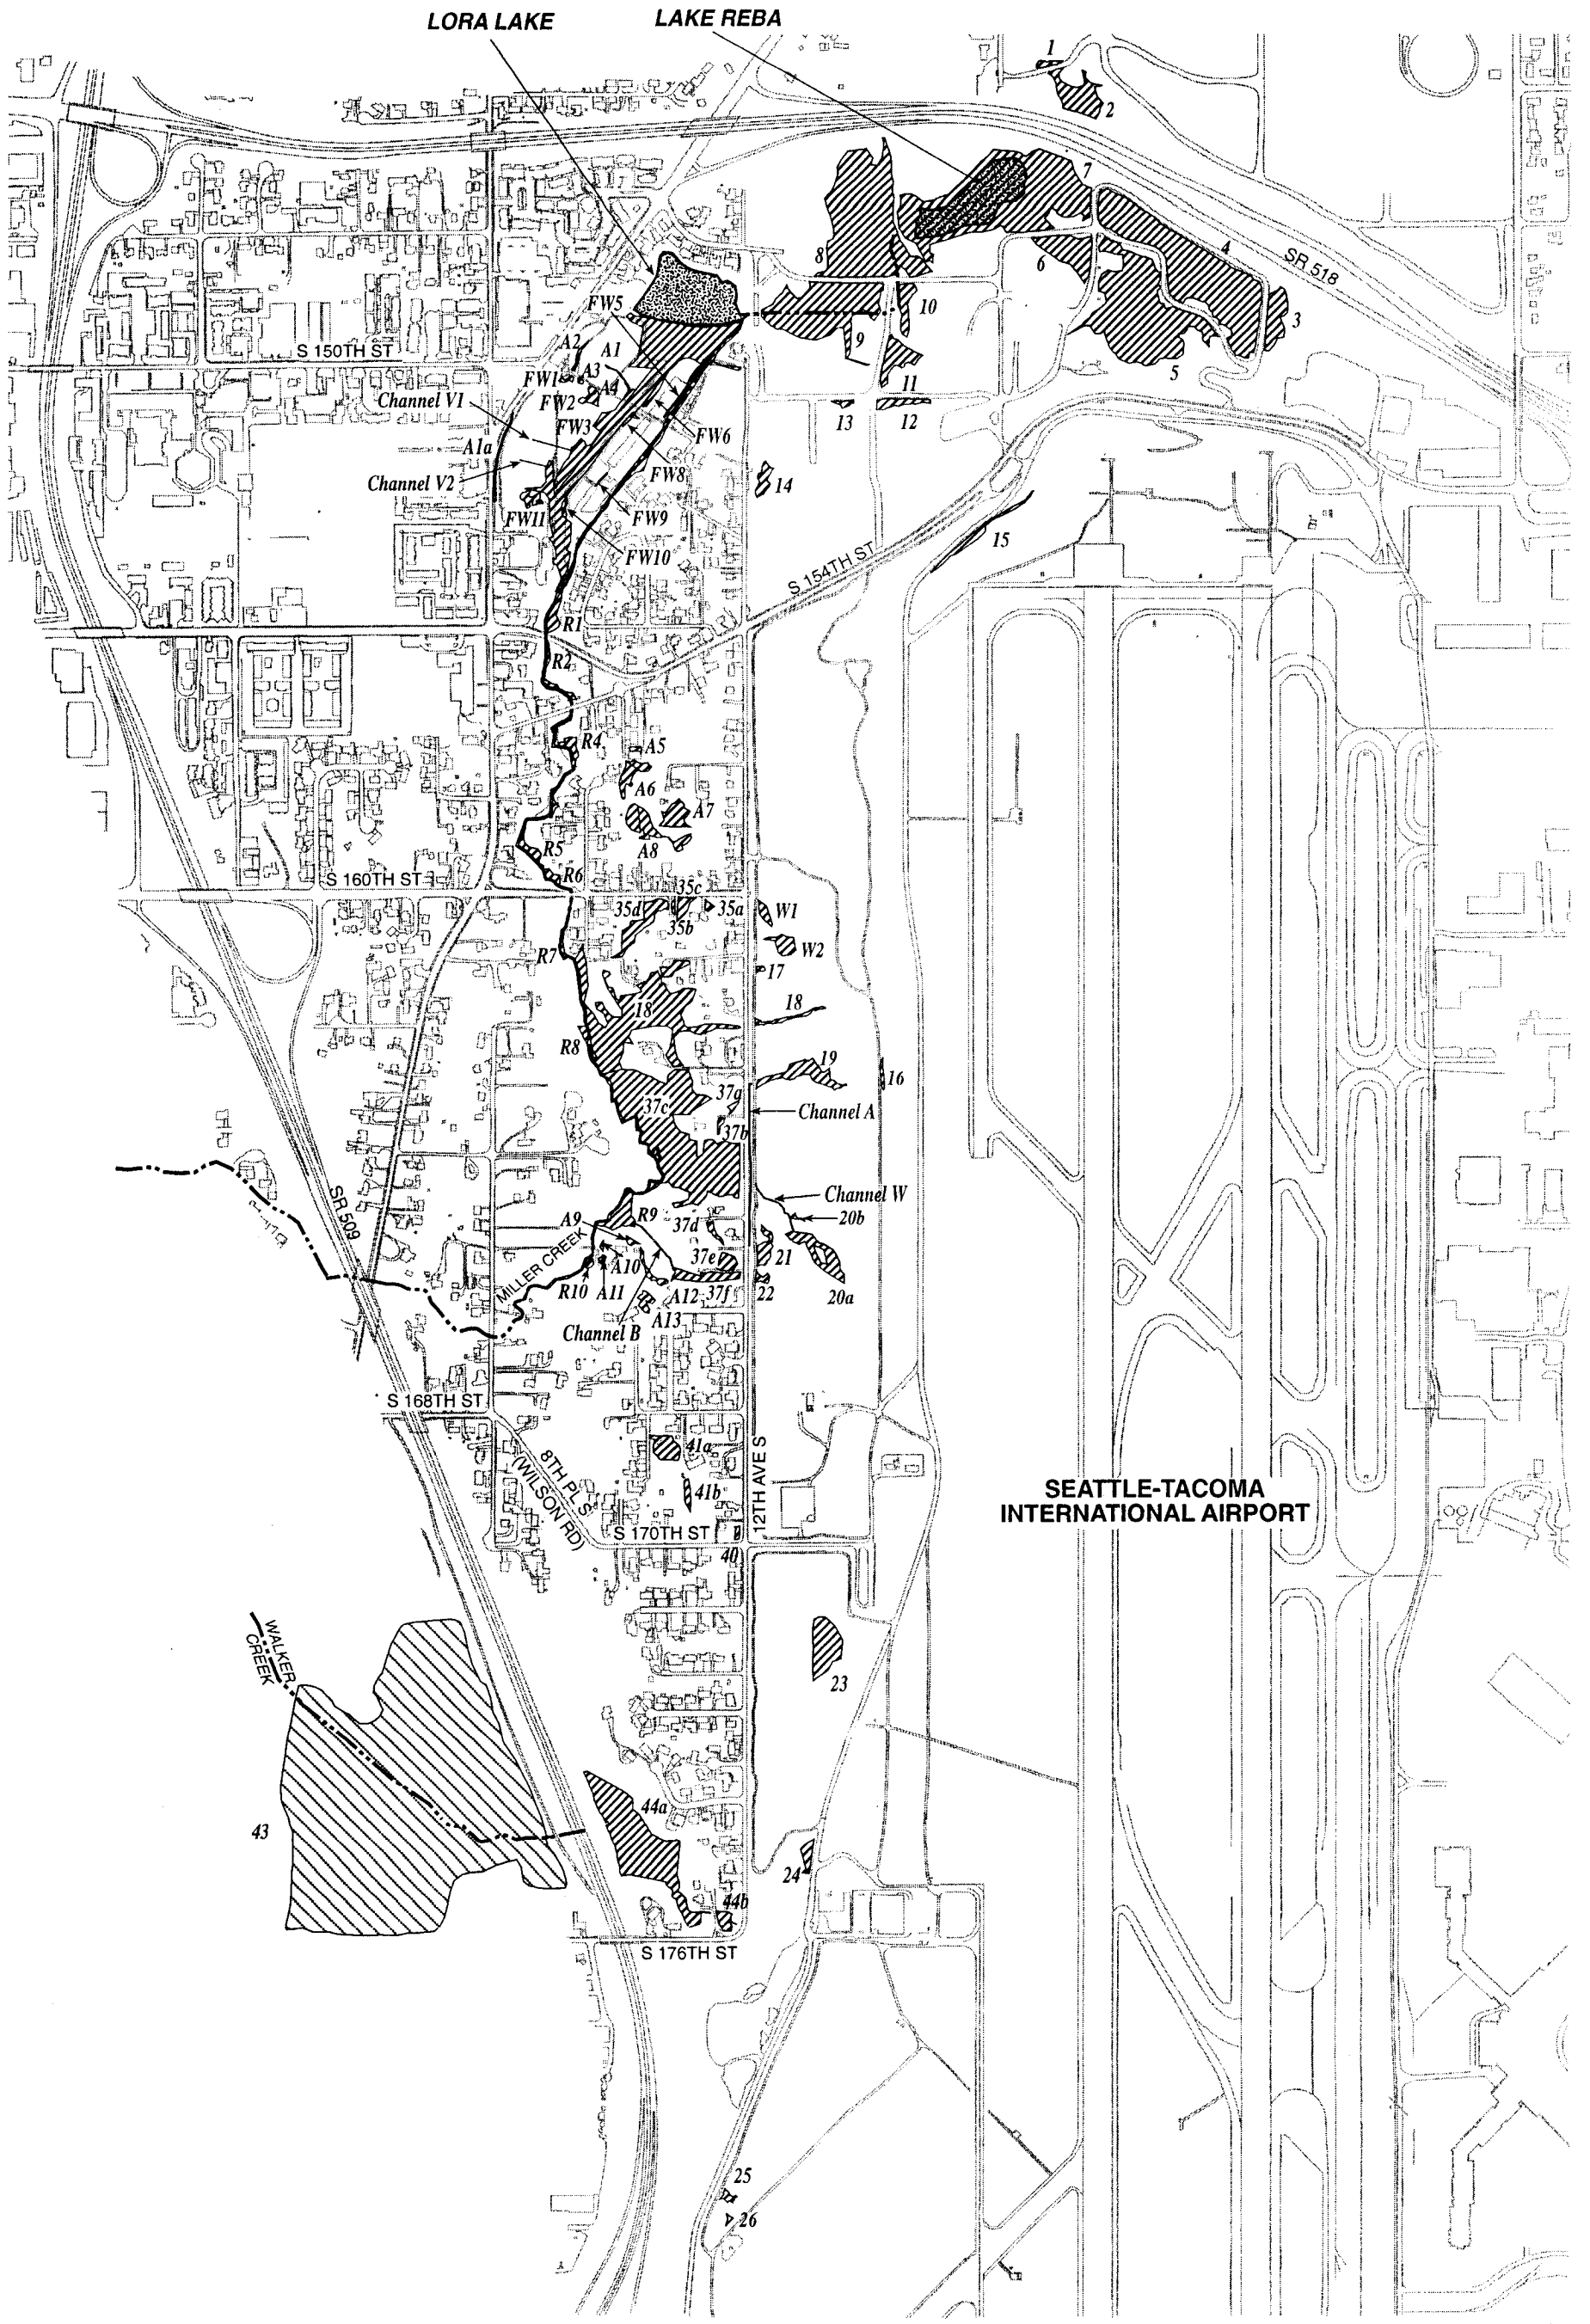 LORA LAKE
LAKE REBA
1
2
7
8
4
6
SR 518
3
10
9
5
11
12
13
FW5
A2
A1
S 150TH ST
FW1
A3
A4
FW2
Channel V1
FW3
FW6
A1a
FW8
Channel V2
14
FW11
FW9
FW10
15
S 154TH ST
R1
R2
R4
A5
A6
A7
A8
R5
R6
S 160TH ST
35c
35d
35a
35b
W1
W2
R7
17
18
18
R8
19
16
37a
37c
Channel A
37b
Channel W
20b
SR 509
A9
R9
37d
MILLER CREEK
A10
37e
21
R10
A11
A12
37f
22
20a
A13
Channel B
S 168TH ST
8TH PL S
(WILSON RD)
41a
41b
12TH AVE S
S 170TH ST
40
SEATTLE-TACOMA
INTERNATIONAL AIRPORT
WALKER
CREEK
23
43
44a
24
44b
S 176TH ST
25
26